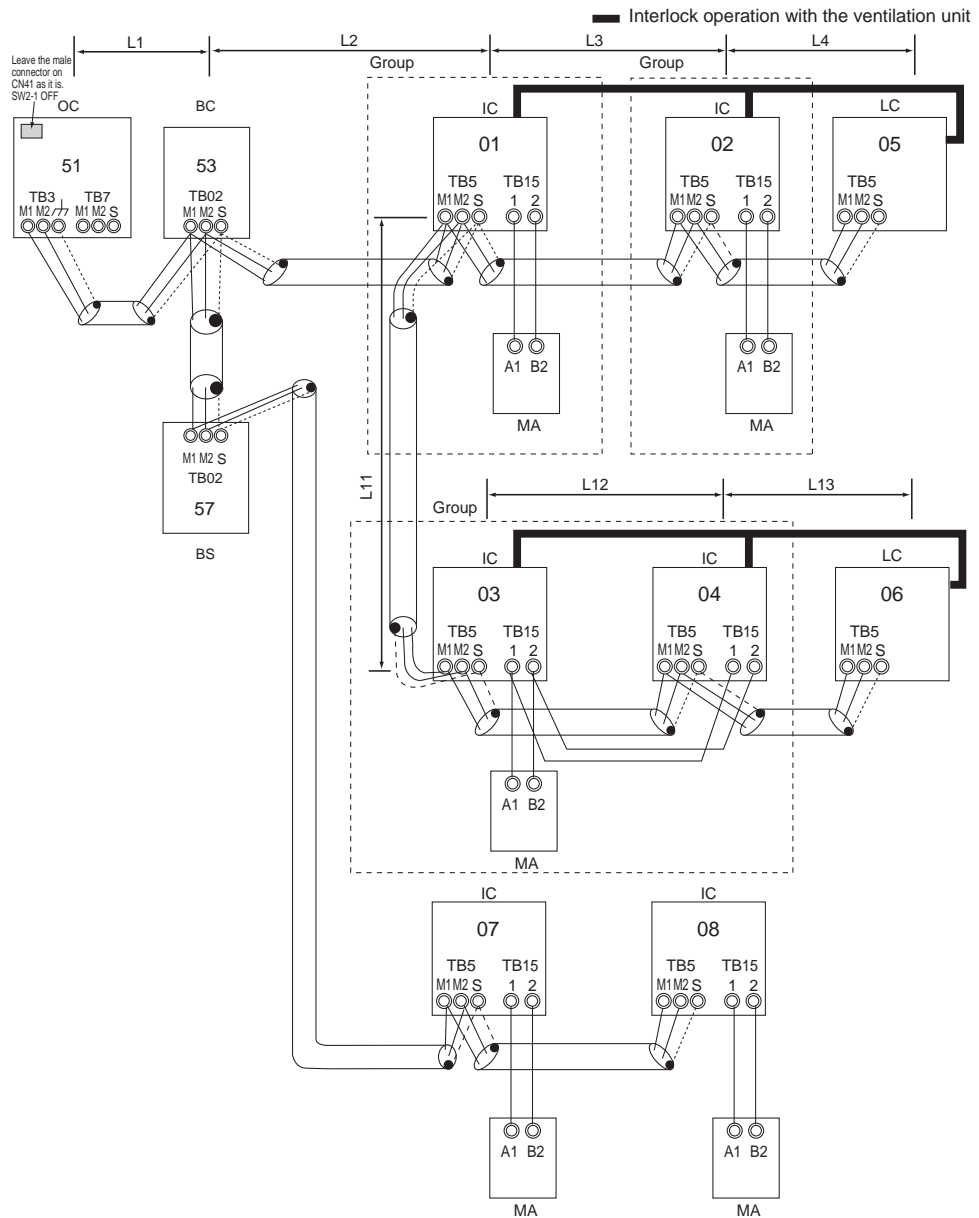 Interlock operation with the ventilation unit
L1
L2
L3
L4
Leave the male
connector on
CN41 as it is.
SW2-1 OFF
Group
Group
OC
BC
IC
IC
LC
51
53
01
02
05
TB3
TB7
TB02
TB5
TB15
TB5
TB15
TB5
M1 M2
M1 M2 S
M1 M2 S
M1 M2 S
1 2
M1 M2 S
1 2
M1 M2 S
A1 B2
A1 B2
MA
MA
M1 M2 S
TB02
57
BS
L11
L12
L13
Group
IC
IC
LC
03
04
06
TB5
TB15
TB5
TB15
TB5
M1 M2 S
1 2
M1 M2 S
1 2
M1 M2 S
A1 B2
MA
IC
IC
07
08
TB5
TB15
TB5
TB15
M1 M2 S
1 2
M1 M2 S
1 2
A1 B2
A1 B2
MA
MA